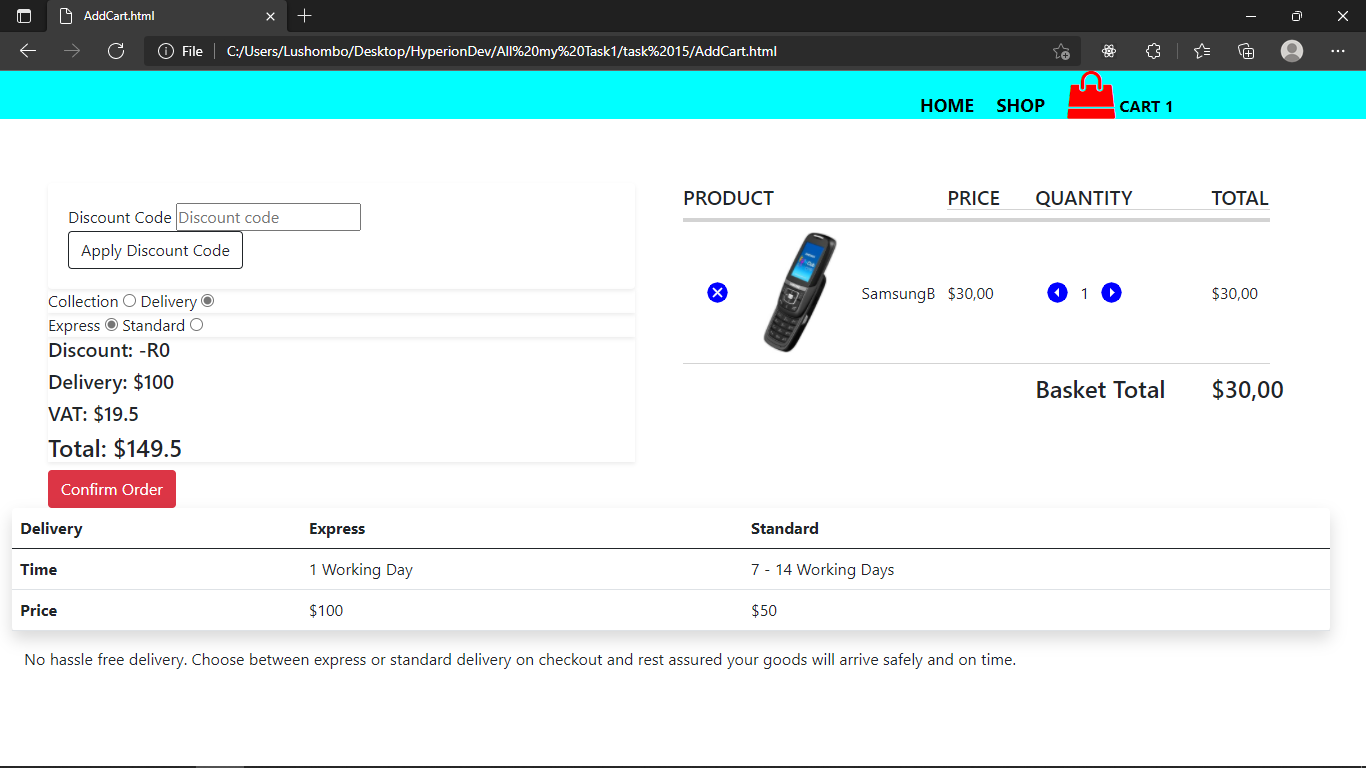 AddCart.html
File C:/Users/Lushombo/Desktop/HyperionDev/All%20my%20Task1/task%2015/AddCart.html
HOME SHOP CART 1
Discount Code Discount code
Apply Discount Code
Collection Delivery
Express Standard
Discount: -R0
Delivery: $100
VAT: $19.5
Total: $149.5
Confirm Order
PRODUCT PRICE QUANTITY TOTAL
SamsungB $30,00 1 $30,00
Basket Total $30,00
Delivery Express Standard
Time 1 Working Day 7 - 14 Working Days
Price $100 $50
No hassle free delivery. Choose between express or standard delivery on checkout and rest assured your goods will arrive safely and on time.